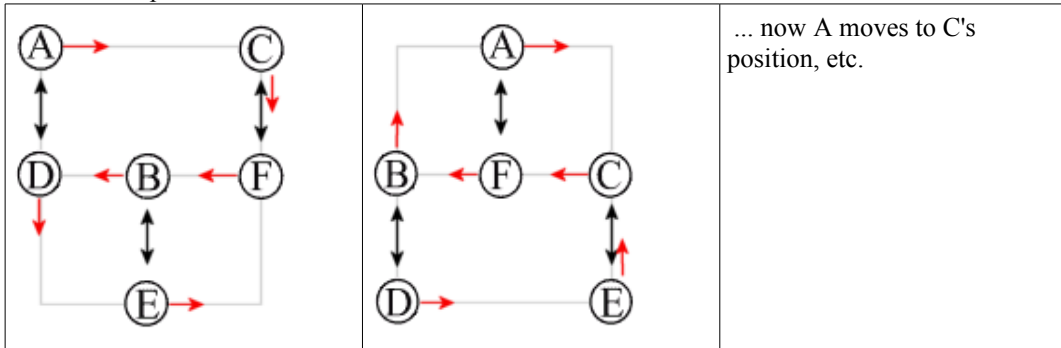 A C
D B F
E
A
B F C
D E
... now A moves to C's
position, etc.